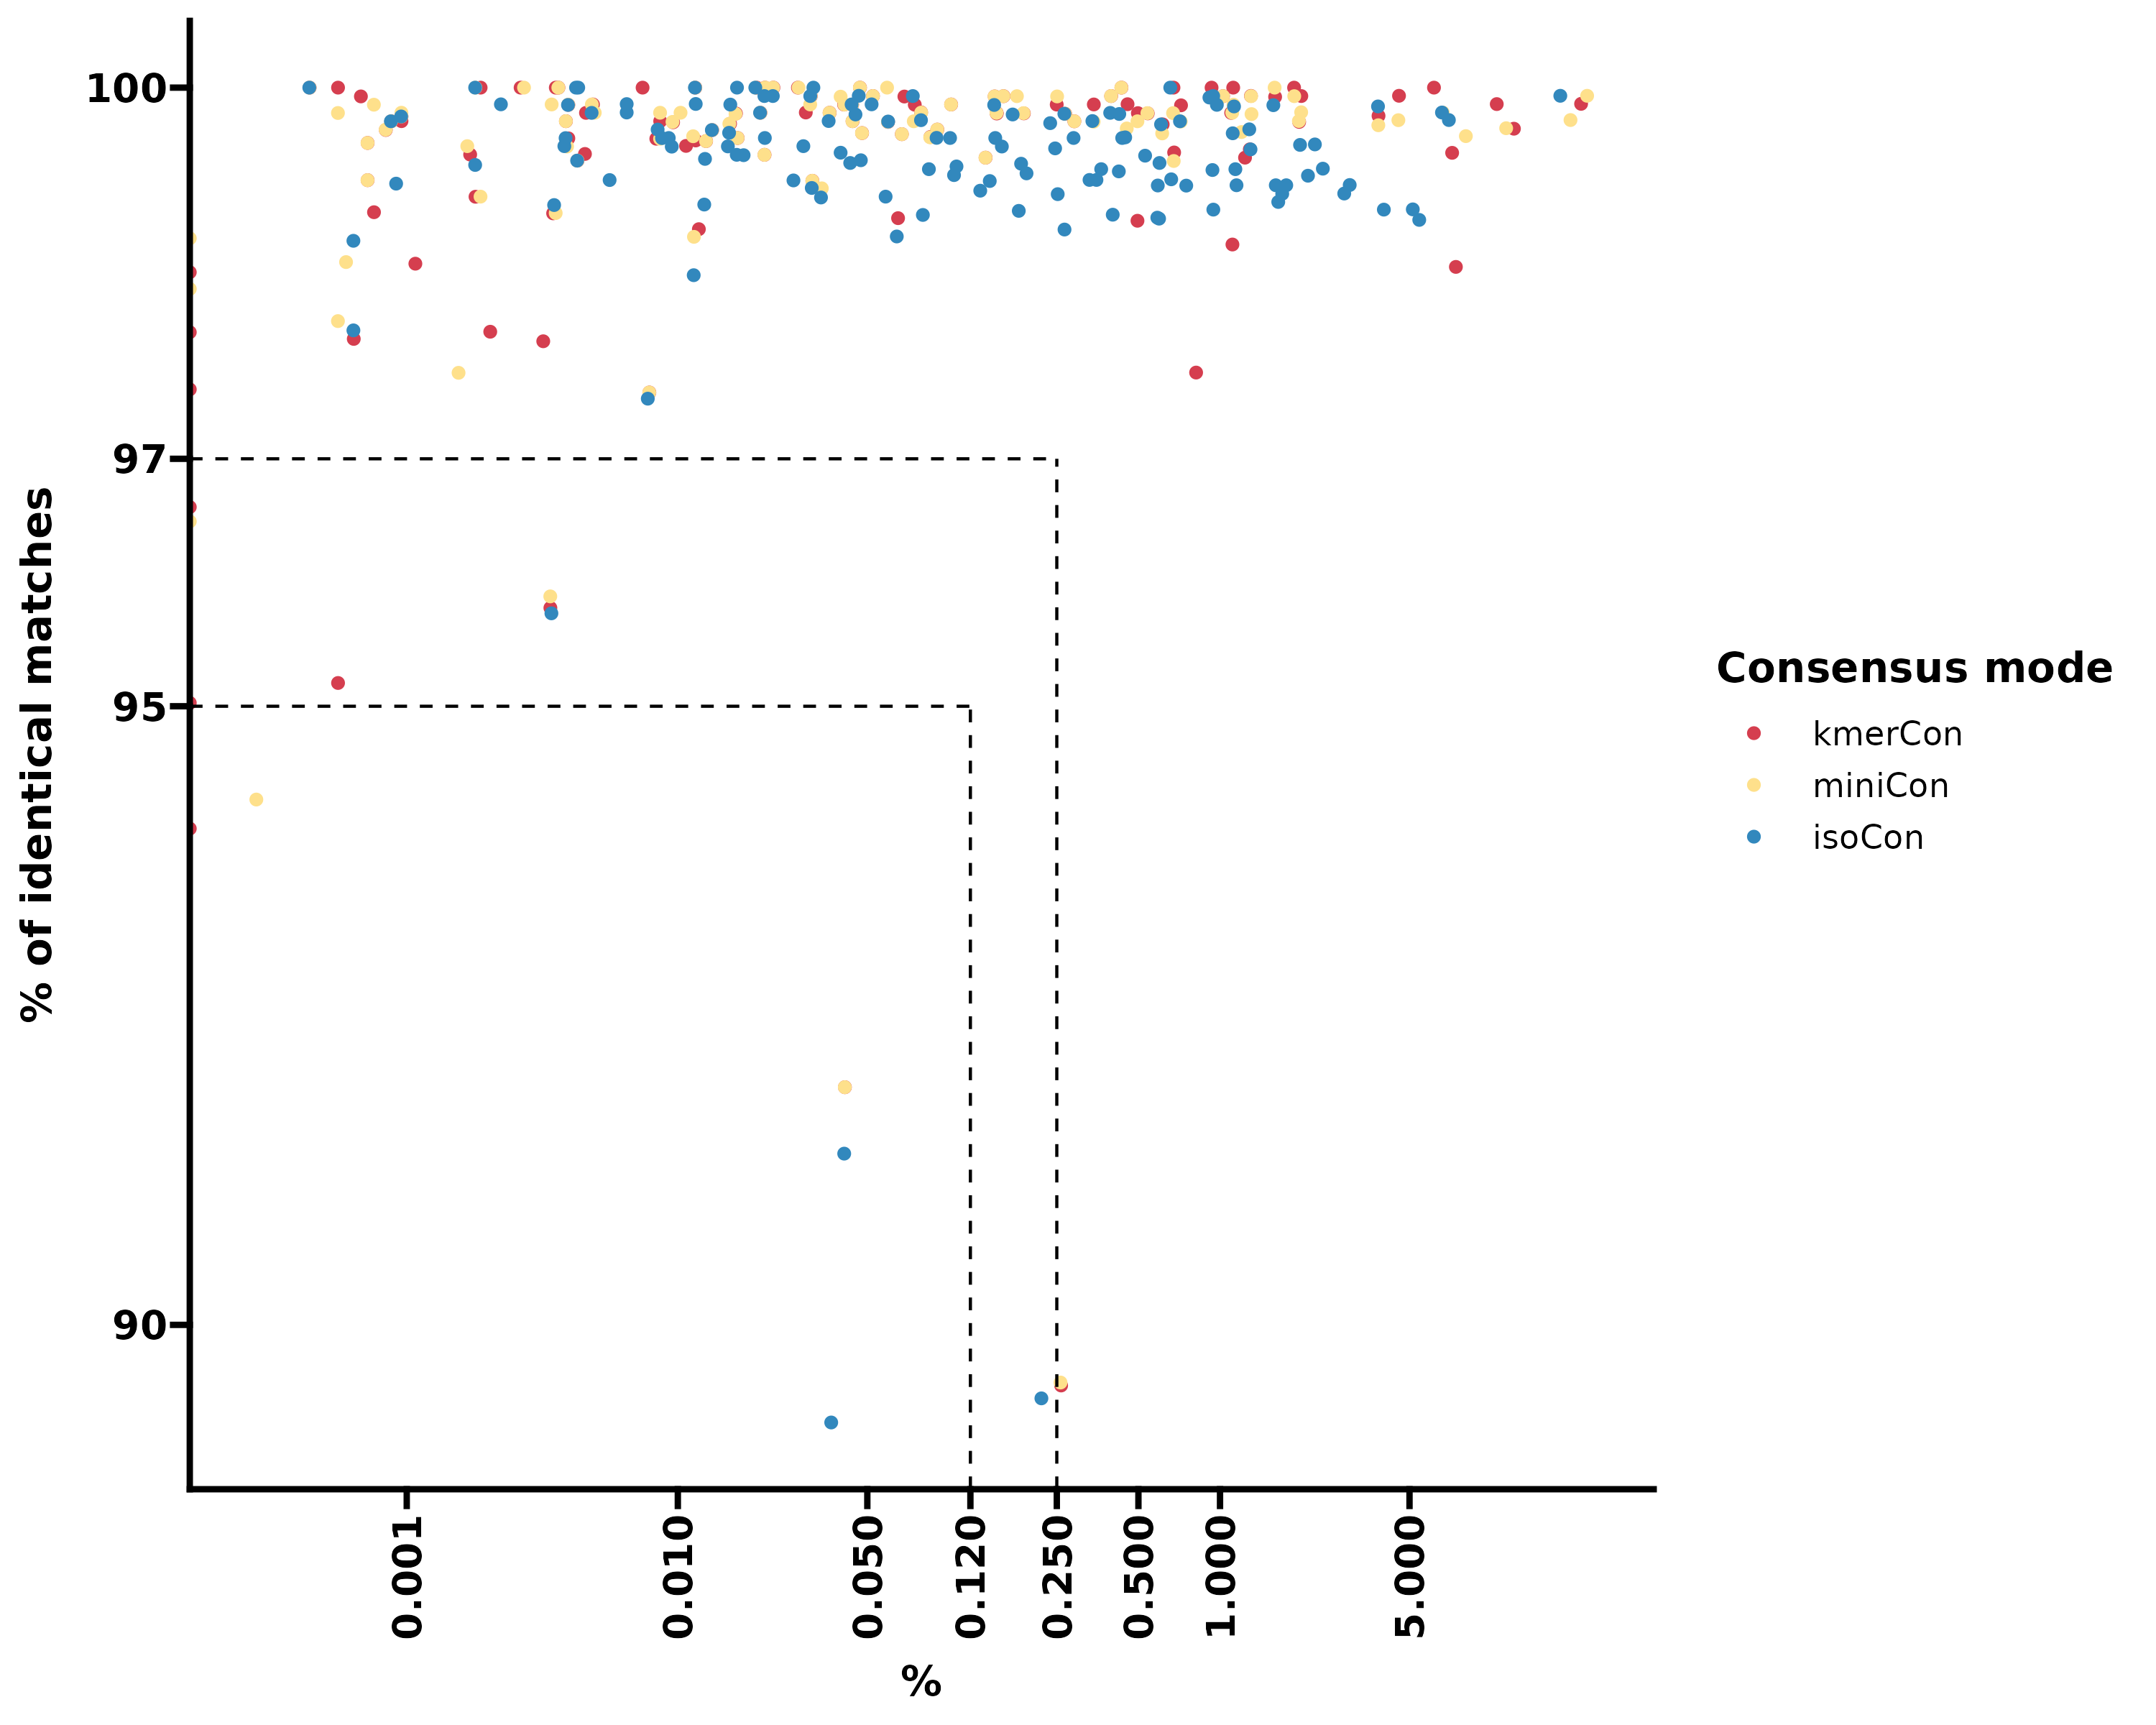 100
97
95
90
% of identical matches
0.001
0.010
0.050
0.120
0.250
0.500
1.000
5.000
%
Consensus mode
kmerCon
miniCon
isoCon